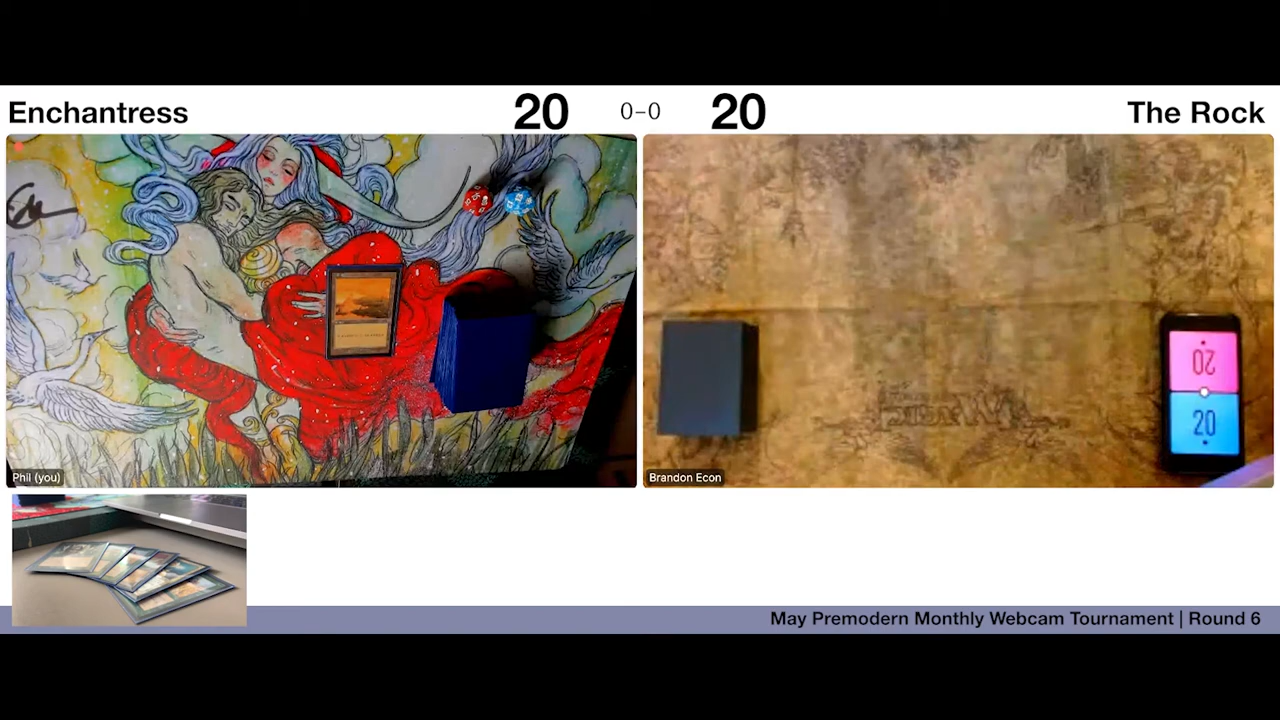 Enchantress
20
0-0
20
The Rock
20
20
Phil (you)
Brandon Econ
May Premodern Monthly Webcam Tournament | Round 6